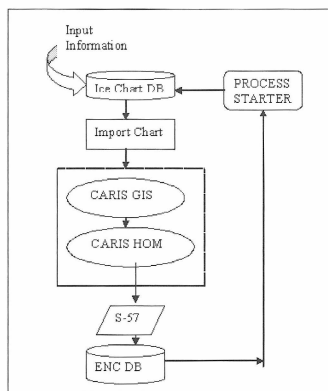 Input
Information
Ice Chart DB
PROCESS
STARTER
Import Chart
CARIS GIS
CARIS HOM
S-57
ENC DB